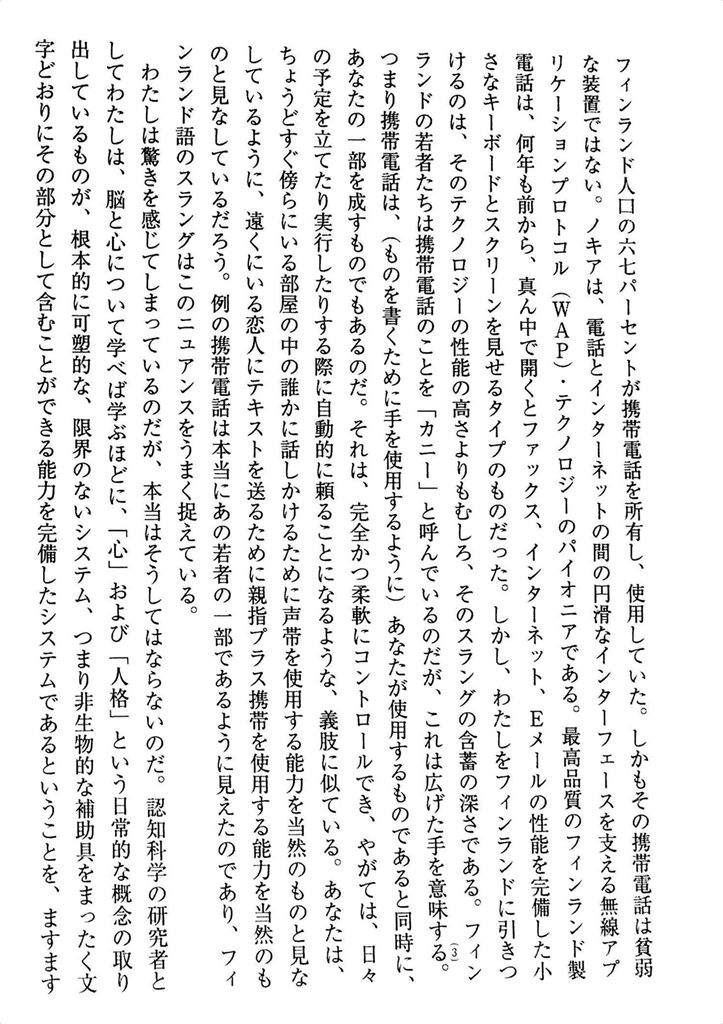 フィンランド人口の六七パーセントが携帯電話を所有し、使用していた。しかもその携帯電話は貧弱
な装置ではない。ノキアは、電話とインターネットの間の円滑なインターフェースを支える無線アプ
リケーションプロトコル(WAP)・テクノロジーのパイオニアである。最高品質のフィンランド製
電話は、何年も前から、真ん中で開くとファックス、インターネット、Eメールの性能を完備した小
さなキーボードとスクリーンを見せるタイプのものだった。しかし、わたしをフィンランドに引きつ
けるのは、そのテクノロジーの性能の高さよりもむしろ、そのスラングの含蓄の深さである。フィン
ランドの若者たちは携帯電話のことを「カニー」と呼んでいるのだが、これは広げた手を意味する。(3)
つまり携帯電話は、(ものを書くために手を使用するように)あなたが使用するものであると同時に、
あなたの一部を成すものでもあるのだ。それは、完全かつ柔軟にコントロールでき、やがては、日々
の予定を立てたり実行したりする際に自動的に頼ることになるような、義肢に似ている。あなたは、
ちょうどすぐ傍らにいる部屋の中の誰かに話しかけるために声帯を使用する能力を当然のものと見な
しているように、遠くにいる恋人にテキストを送るために親指プラス携帯を使用する能力を当然のも
のと見なしているだろう。例の携帯電話は本当にあの若者の一部であるように見えたのであり、フィ
ンランド語のスラングはこのニュアンスをうまく捉えている。
わたしは驚きを感じてしまっているのだが、本当はそうしてはならないのだ。認知科学の研究者と
してわたしは、脳と心について学べば学ぶほどに、「心」および「人格」という日常的な概念の取り
出しているものが、根本的に可塑的な、限界のないシステム、つまり非生物的な補助具をまったく文
字どおりにその部分として含むことができる能力を完備したシステムであるということを、ますます